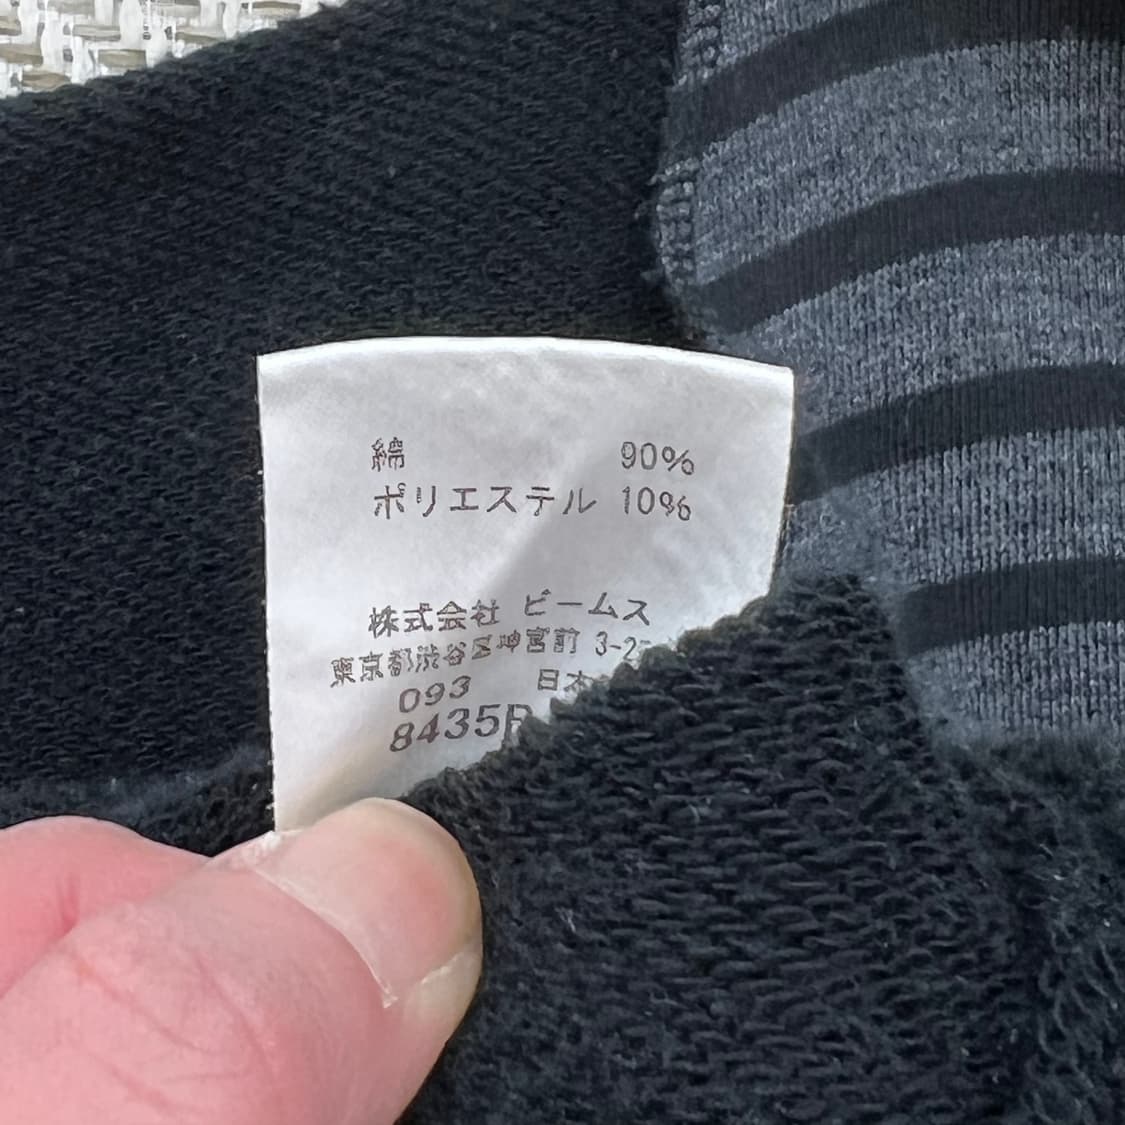 綿 90%
ポリエステル 10%
株式会社 ビームス
東京都渋谷区神宮前 3-2
093 日本
8435